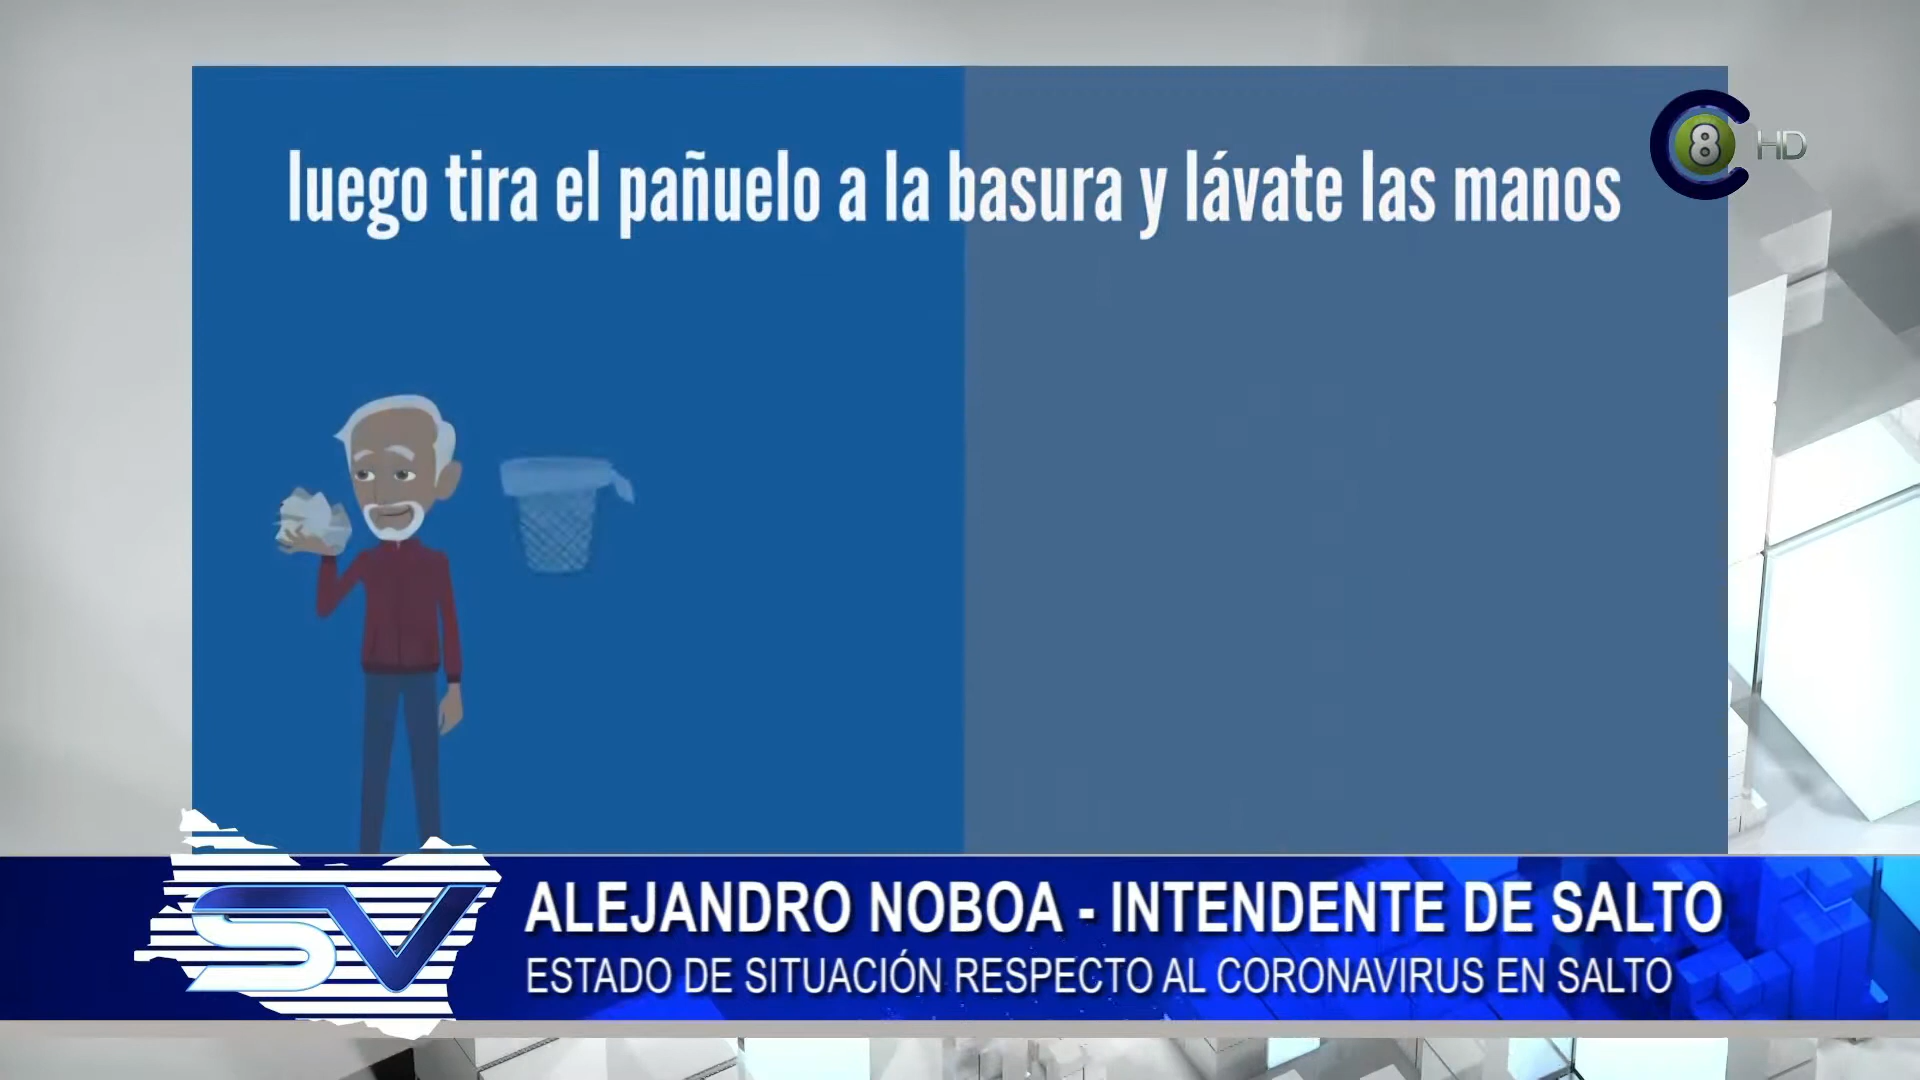 luego tira el pañuelo a la basura y lávate las manos
C 8 HD
SV
ALEJANDRO NOBOA - INTENDENTE DE SALTO
ESTADO DE SITUACIÓN RESPECTO AL CORONAVIRUS EN SALTO